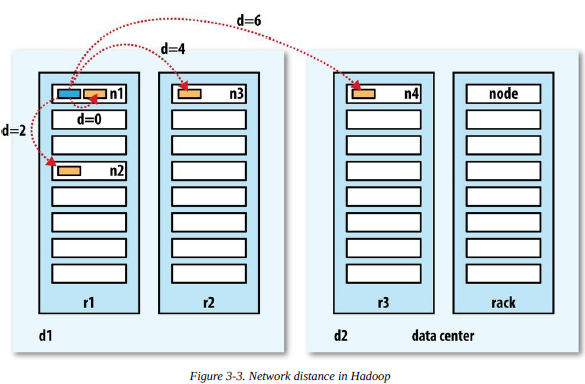 d=6
d=4
n1
n3
n4
node
d=0
d=2
n2
r1
r2
r3
rack
d1
d2
data center
Figure 3-3. Network distance in Hadoop